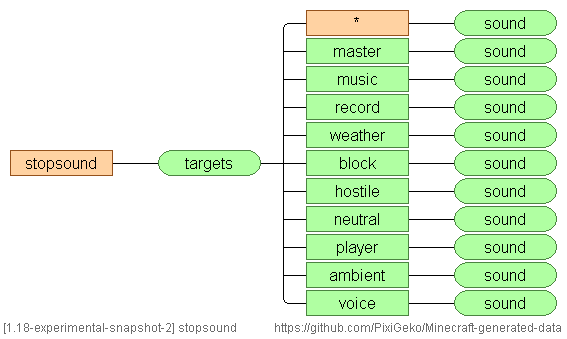 * sound
master sound
music sound
record sound
weather sound
stopsound targets block sound
hostile sound
neutral sound
player sound
ambient sound
voice sound
[1.18-experimental-snapshot-2] stopsound https://github.com/PixiGeko/Minecraft-generated-data